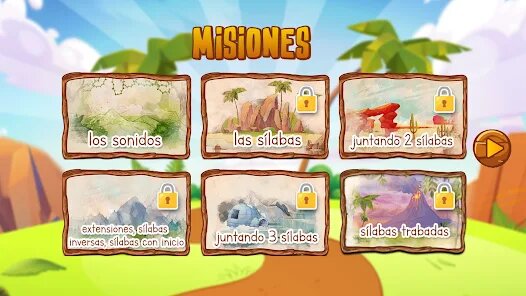 MISIONES
los sonidos
las sílabas
juntando 2 sílabas
extensiones, sílabas
inversas, sílabas con inicio
juntando 3 sílabas
sílabas trabadas